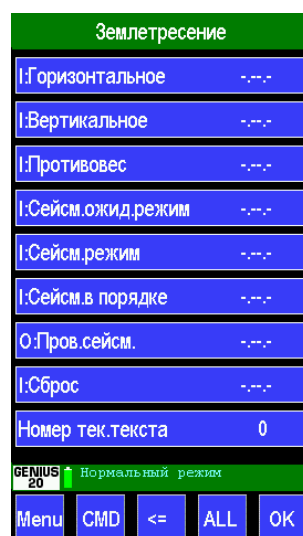 Землетресение
I:Горизонтальное -.--.-
I:Вертикальное -.--.-
I:Противовес -.--.-
I:Сейсм.ожид.режим -.--.-
I:Сейсм.режим -.--.-
I:Сейсм.в порядке -.--.-
O:Пров.сейсм. -.--.-
I:Сброс -.--.-
Номер тек.текста 0
GENIUS 20 Нормальный режим
Menu CMD <= ALL OK